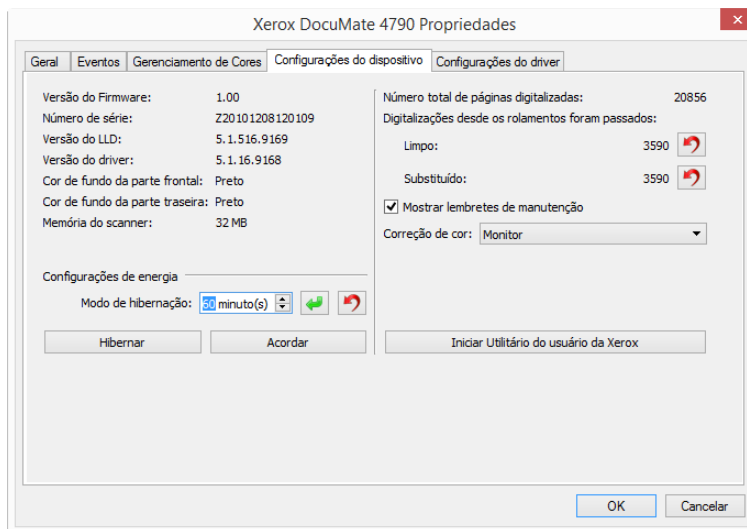 Xerox DocuMate 4790 Propriedades
Geral
Eventos
Gerenciamento de Cores
Configurações do dispositivo
Configurações do driver
Versão do Firmware: 1.00
Número de série: Z20101208120109
Versão do LLD: 5.1.516.9169
Versão do driver: 5.1.16.9168
Cor de fundo da parte frontal: Preto
Cor de fundo da parte traseira: Preto
Memória do scanner: 32 MB
Configurações de energia
Modo de hibernação: 60 minuto(s)
Hibernar
Acordar
Número total de páginas digitalizadas: 20856
Digitalizações desde os rolamentos foram passados:
Limpo: 3590
Substituído: 3590
Mostrar lembretes de manutenção
Correção de cor: Monitor
Iniciar Utilitário do usuário da Xerox
OK
Cancelar